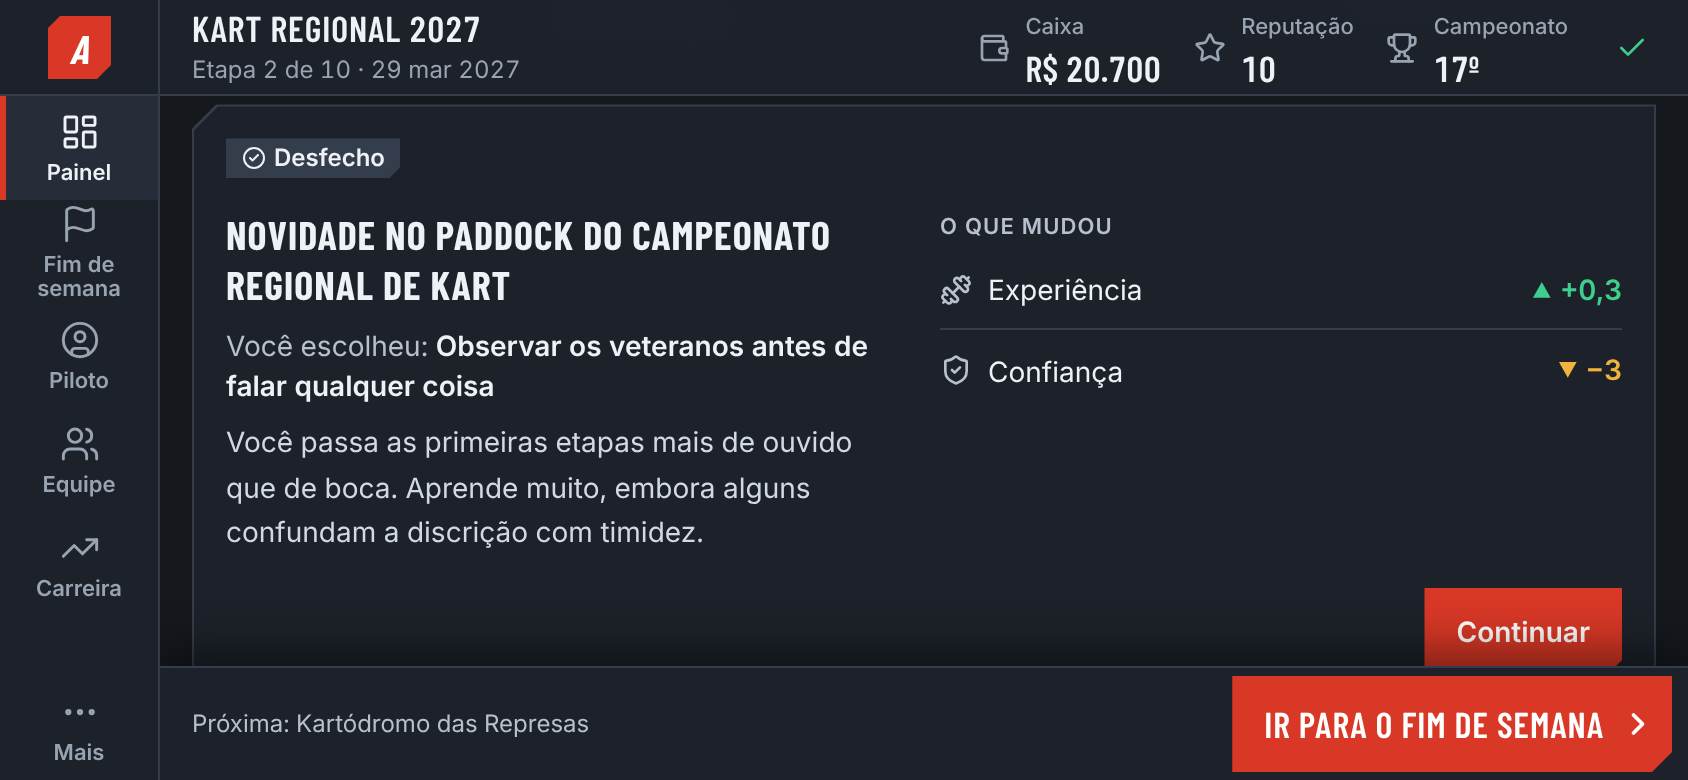 A
KART REGIONAL 2027
Etapa 2 de 10 · 29 mar 2027
Caixa
R$ 20.700
Reputação
10
Campeonato
17º
Painel
Fim de
semana
Piloto
Equipe
Carreira
Mais
Desfecho
NOVIDADE NO PADDOCK DO CAMPEONATO
REGIONAL DE KART
Você escolheu: Observar os veteranos antes de
falar qualquer coisa
Você passa as primeiras etapas mais de ouvido
que de boca. Aprende muito, embora alguns
confundam a discrição com timidez.
O QUE MUDOU
Experiência
▲ +0,3
Confiança
▼ −3
Continuar
Próxima: Kartódromo das Represas
IR PARA O FIM DE SEMANA